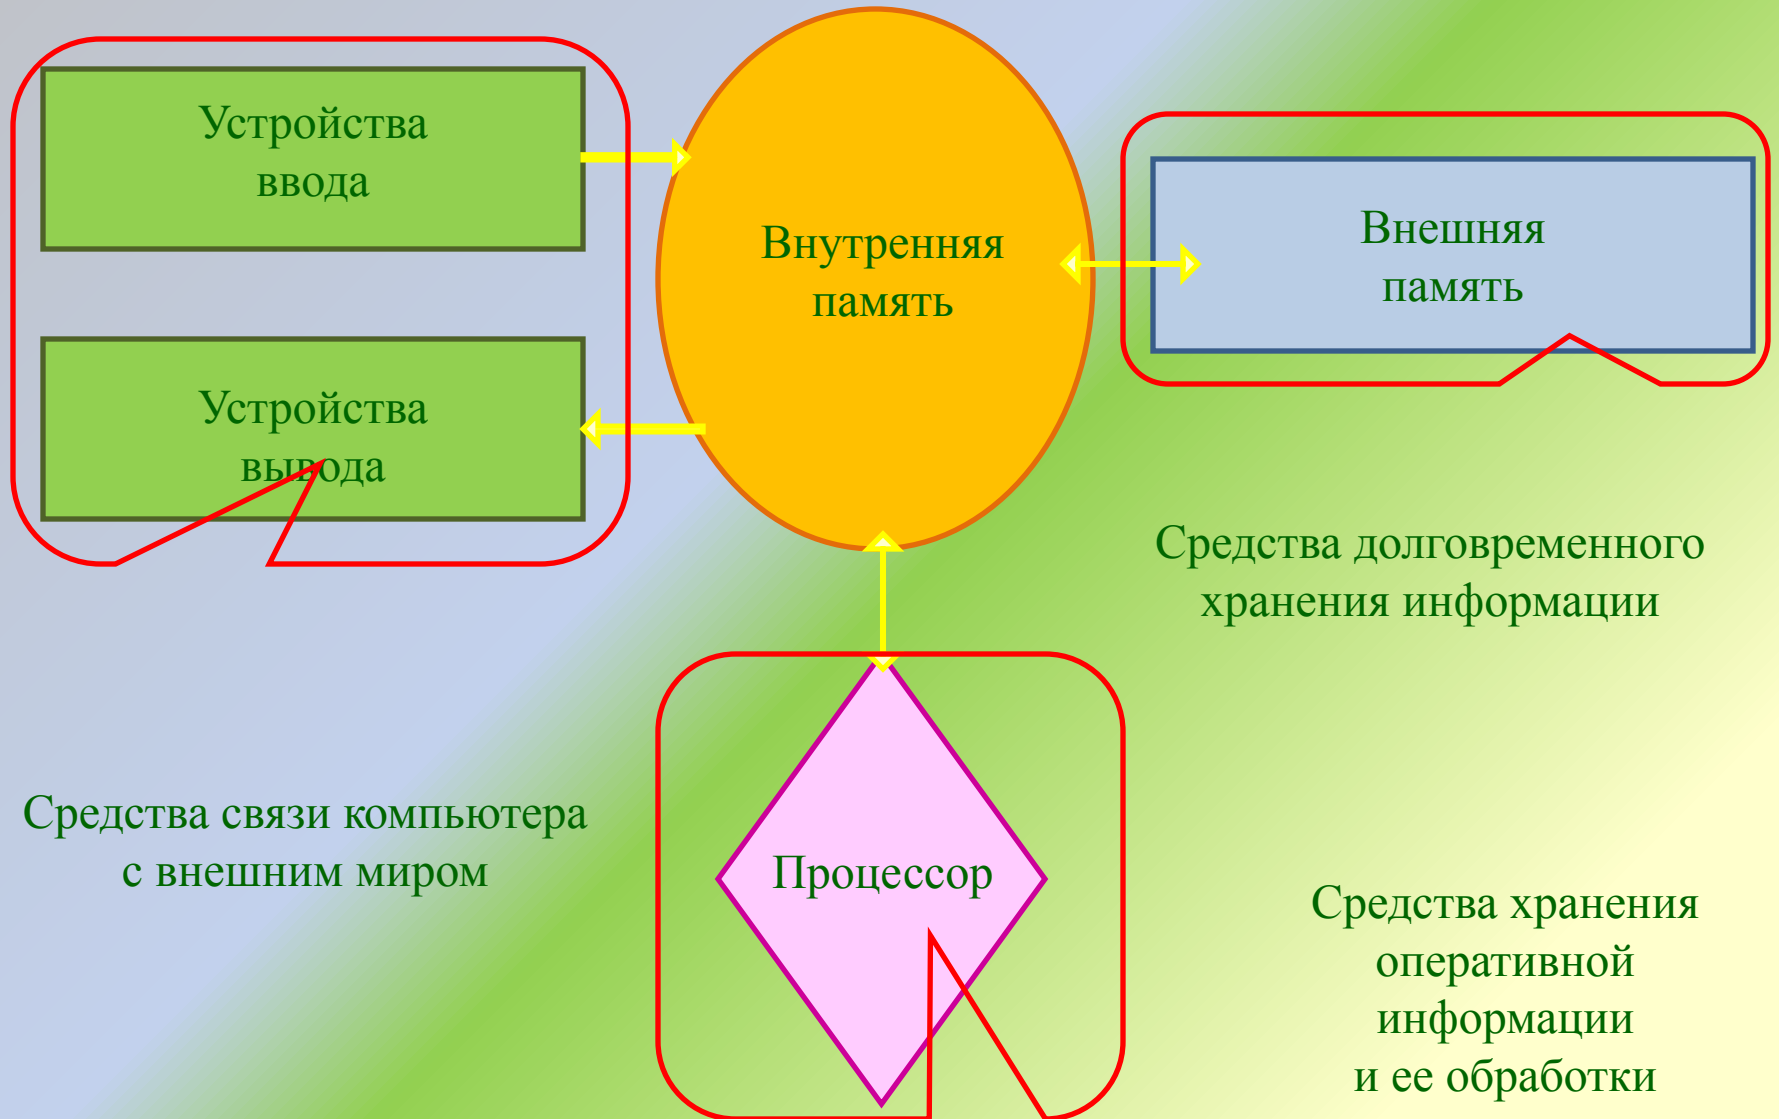 Устройства
ввода
Внутренняя
память
Внешняя
память
Устройства
вывода
Средства долговременного
хранения информации
Средства связи компьютера
с внешним миром
Процессор
Средства хранения
оперативной
информации
и ее обработки